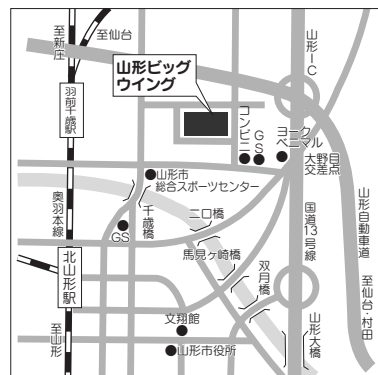 至新庄
至仙台
羽前千歳駅
山形ビッグ
ウイング
山形IC
コンビニ
GS
ヨーク
ベニマル
大野目
交差点
山形市
総合スポーツセンター
奥羽本線
千歳橋
二口橋
国道13号線
山形自動車道
至仙台・村田
GS
馬見ヶ崎橋
北山形駅
双月橋
文翔館
山形大橋
至山形
山形市役所